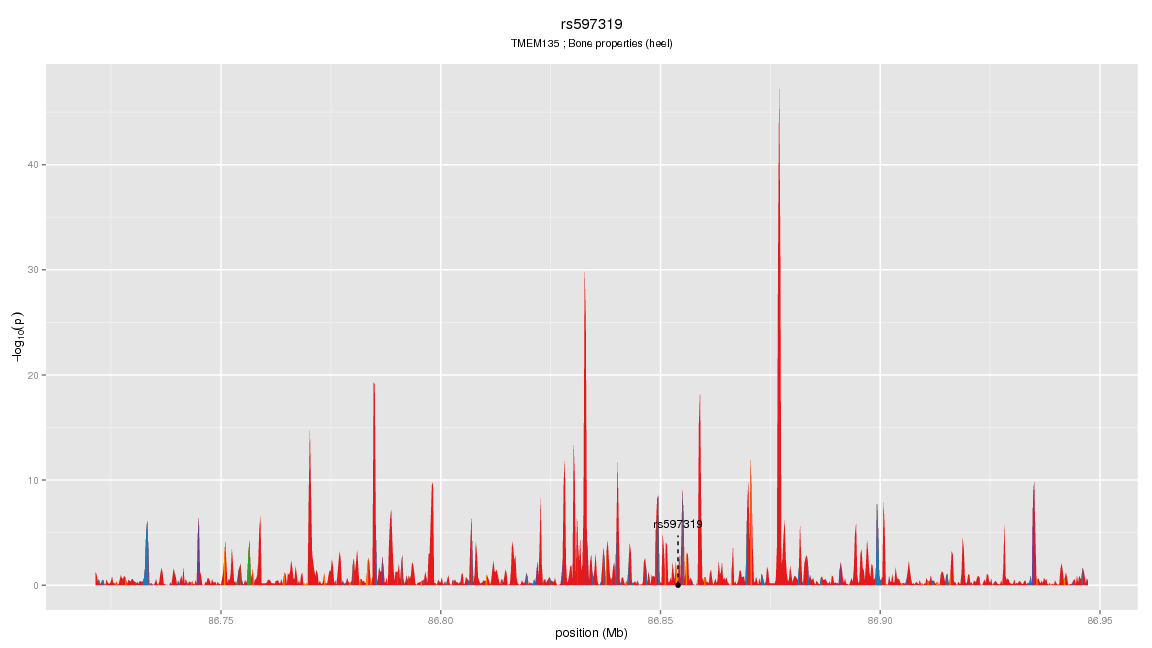 rs597319
TMEM135 ; Bone properties (heel)
−log10(p)
40
30
20
10
0
rs597319
86.75
86.80
86.85
86.90
86.95
position (Mb)